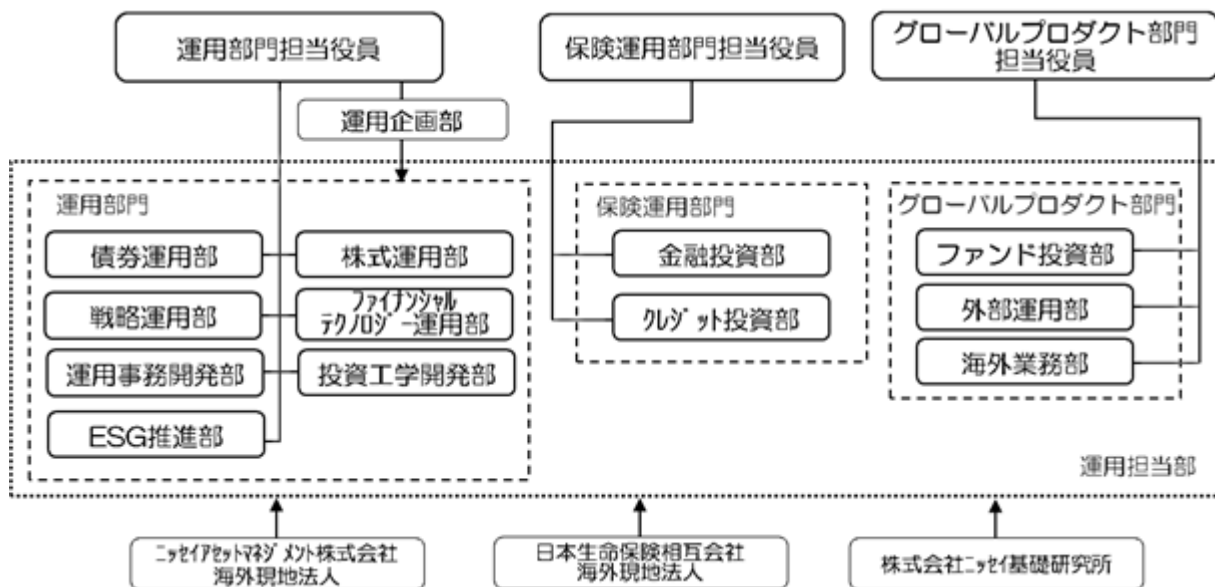 運用部門担当役員
保険運用部門担当役員
グローバルプロダクト部門
担当役員
運用企画部
運用部門
債券運用部
株式運用部
戦略運用部
ファイナンシャル
テクノロジー運用部
運用事務開発部
投資工学開発部
ESG推進部
保険運用部門
金融投資部
クレジット投資部
グローバルプロダクト部門
ファンド投資部
外部運用部
海外業務部
運用担当部
ニッセイアセットマネジメント株式会社
海外現地法人
日本生命保険相互会社
海外現地法人
株式会社ニッセイ基礎研究所